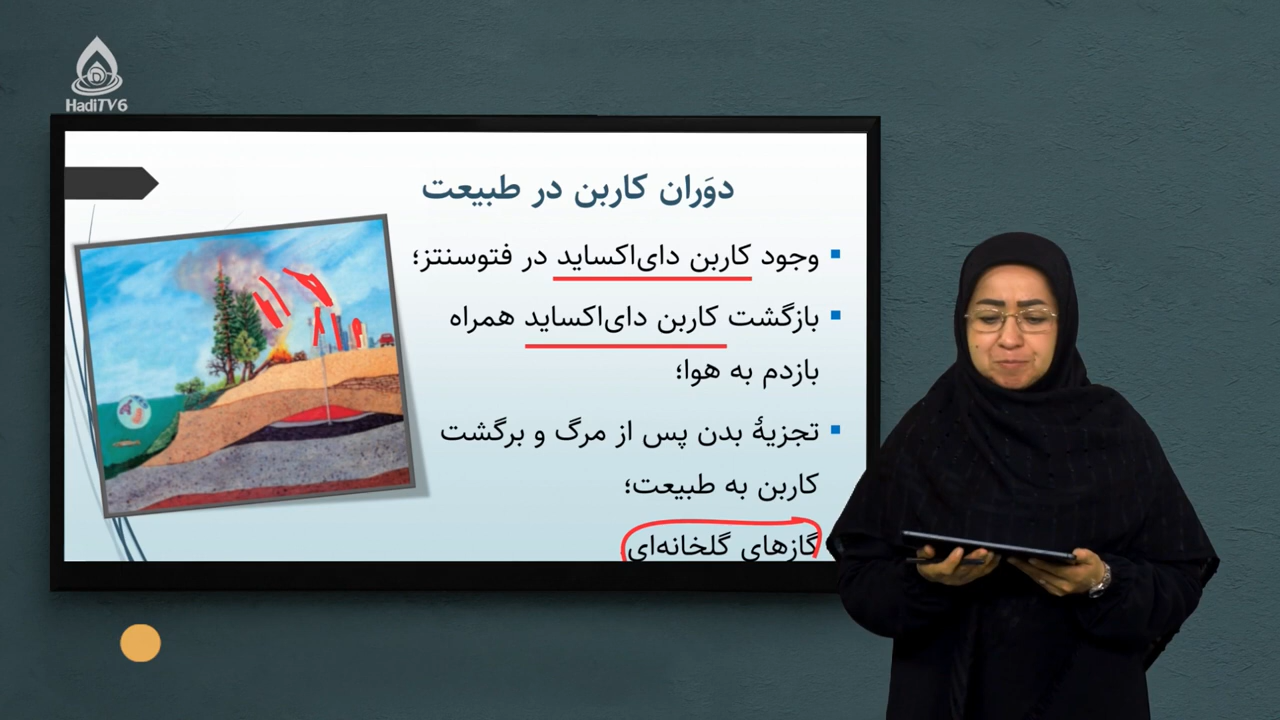 HadiTV6
دوَران کاربن در طبیعت
وجود کاربن دای‌اکساید در فتوسنتز؛
بازگشت کاربن دای‌اکساید همراه
بازدم به هوا؛
تجزیهٔ بدن پس از مرگ و برگشت
کاربن به طبیعت؛
گازهای گلخانه‌ای